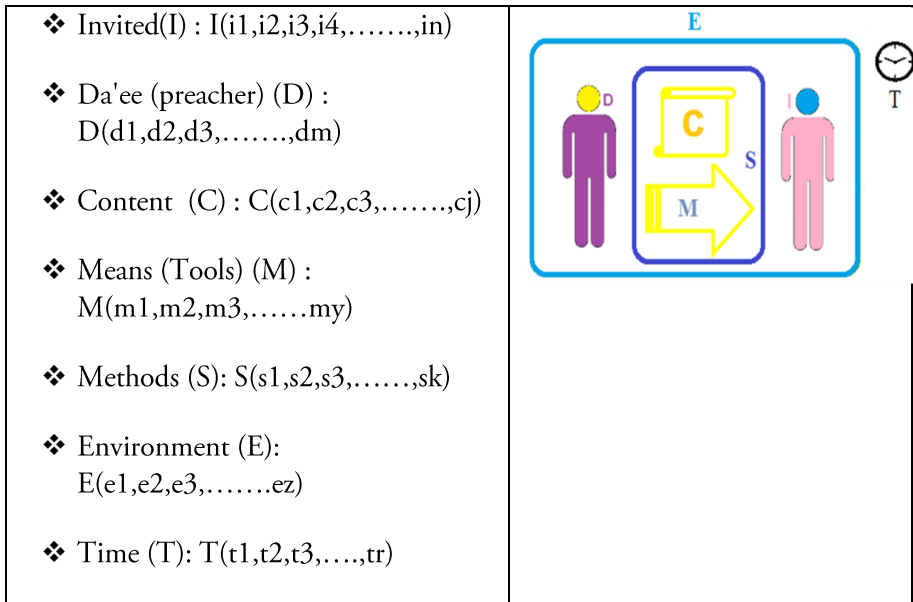 ❖ Invited(I) : I(i1,i2,i3,i4,…….,in)
❖ Da'ee (preacher) (D) :
D(d1,d2,d3,…….,dm)
❖ Content (C) : C(c1,c2,c3,…….,cj)
❖ Means (Tools) (M) :
M(m1,m2,m3,……my)
❖ Methods (S): S(s1,s2,s3,……,sk)
❖ Environment (E):
E(e1,e2,e3,…….ez)
❖ Time (T): T(t1,t2,t3,….,tr)
E
T
D
C
I
S
M